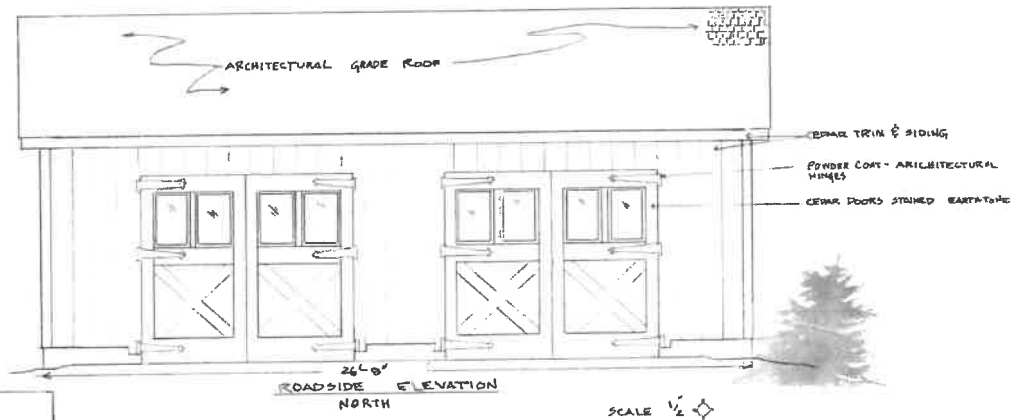 ARCHITECTURAL GRADE ROOF
CEDAR TRIM & SIDING
POWDER COAT - ARICHITECTURAL
HINGES
CEDAR DOORS STAINED EARTHTONE
26'-8"
ROADSIDE ELEVATION
NORTH
SCALE 1/2"